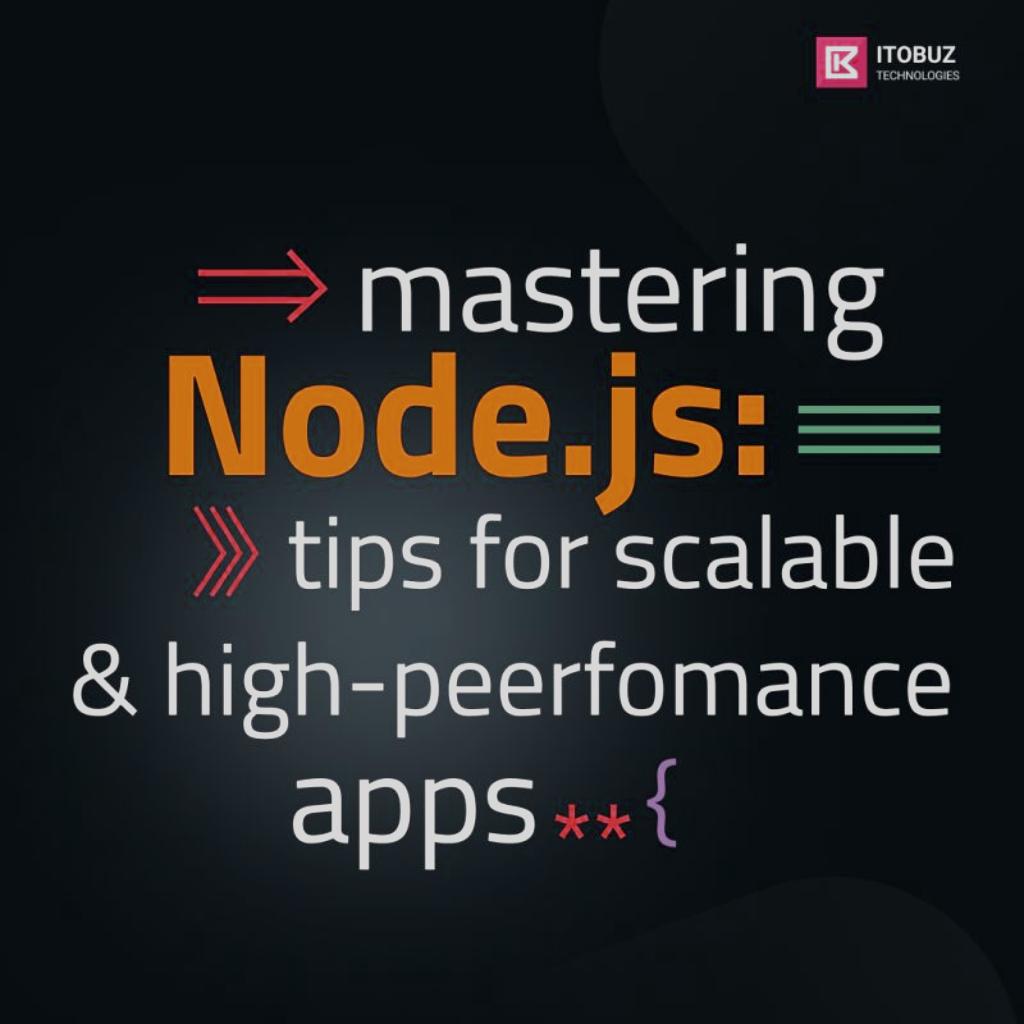 ITOBUZ
TECHNOLOGIES
⇒ mastering
Node.js: ≡
⋙ tips for scalable
& high-peerfomance
apps ** {